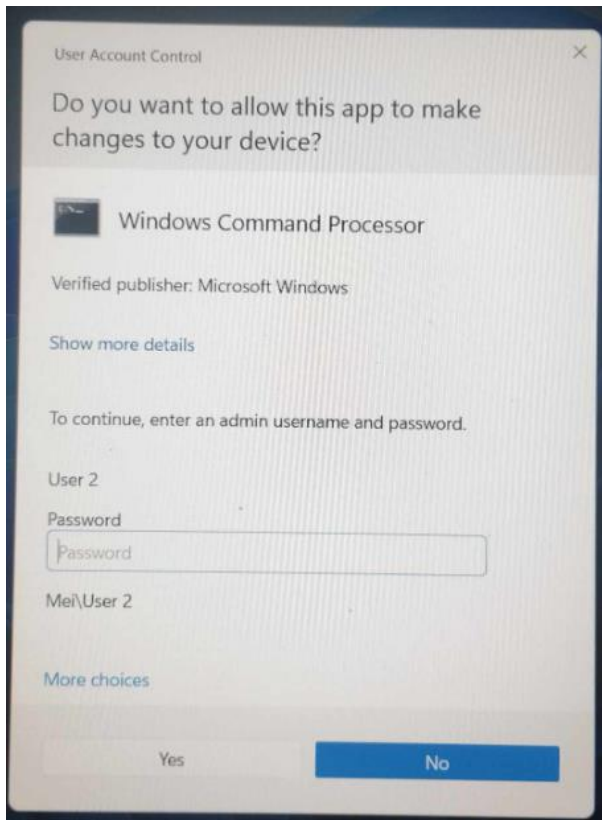 User Account Control
Do you want to allow this app to make
changes to your device?
Windows Command Processor
Verified publisher: Microsoft Windows
Show more details
To continue, enter an admin username and password.
User 2
Password
Password
Mei\User 2
More choices
Yes
No